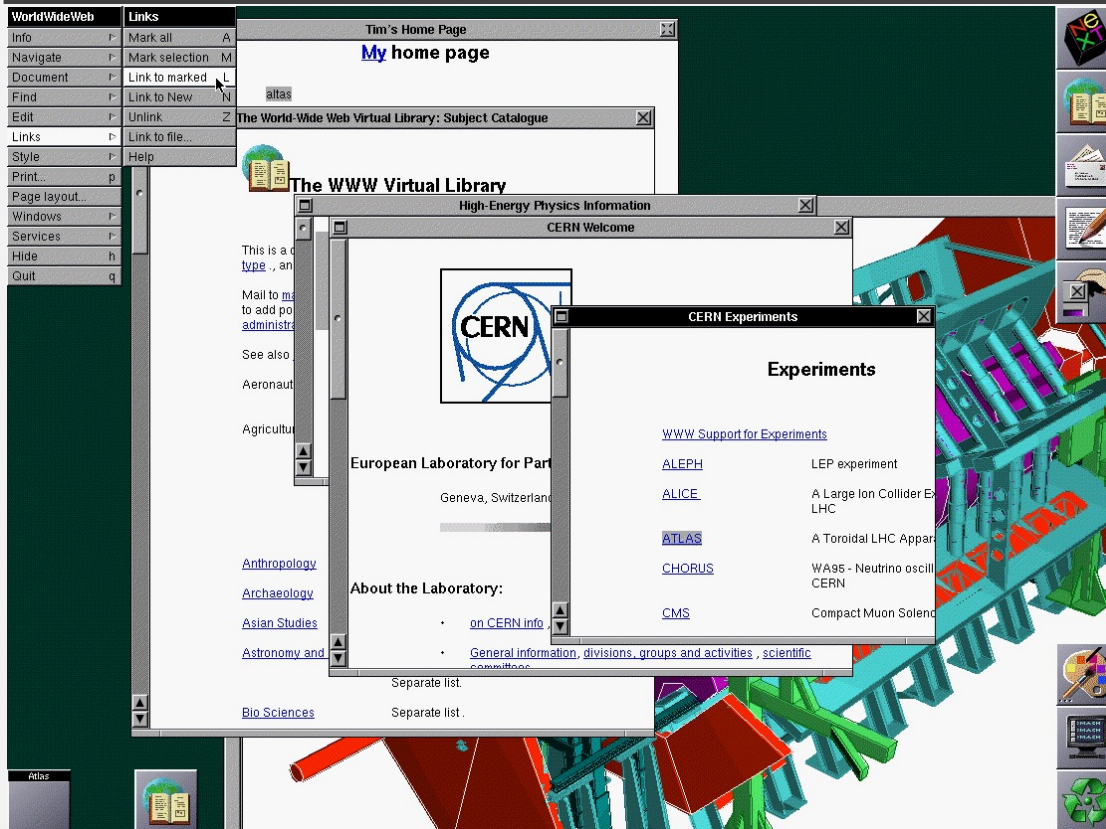 WorldWideWeb
Info
Navigate
Document
Find
Edit
Links
Style
Print... p
Page layout...
Windows
Services
Hide h
Quit q
Links
Mark all A
Mark selection M
Link to marked L
Link to New N
Unlink Z
Link to file...
Help
Tim's Home Page
My home page
altas
The World-Wide Web Virtual Library: Subject Catalogue
The WWW Virtual Library
This is a
type ., an
Mail to
to add po
administra
See also
Aeronaut
Agricultu
Anthropology
Archaeology
Asian Studies
Astronomy and
Separate list.
Bio Sciences Separate list .
High-Energy Physics Information
CERN Welcome
CERN
European Laboratory for Part
Geneva, Switzerland
About the Laboratory:
• on CERN info ,
• General information, divisions, groups and activities , scientific
committees
CERN Experiments
Experiments
WWW Support for Experiments
ALEPH LEP experiment
ALICE A Large Ion Collider Ex
LHC
ATLAS A Toroidal LHC Appar
CHORUS WA95 - Neutrino oscill
CERN
CMS Compact Muon Solenc
NeXT
Atlas